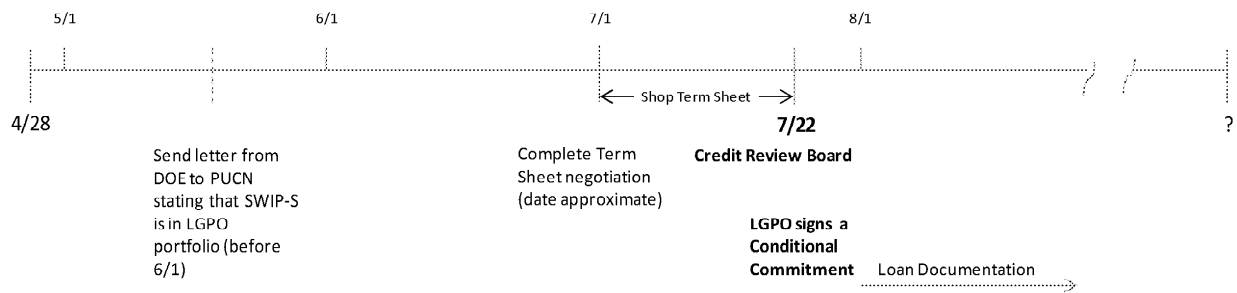 5/1
6/1
7/1
8/1
Shop Term Sheet
4/28
7/22
?
Send letter from
DOE to PUCN
stating that SWIP-S
is in LGPO
portfolio (before
6/1)
Complete Term
Sheet negotiation
(date approximate)
Credit Review Board
LGPO signs a
Conditional
Commitment
Loan Documentation